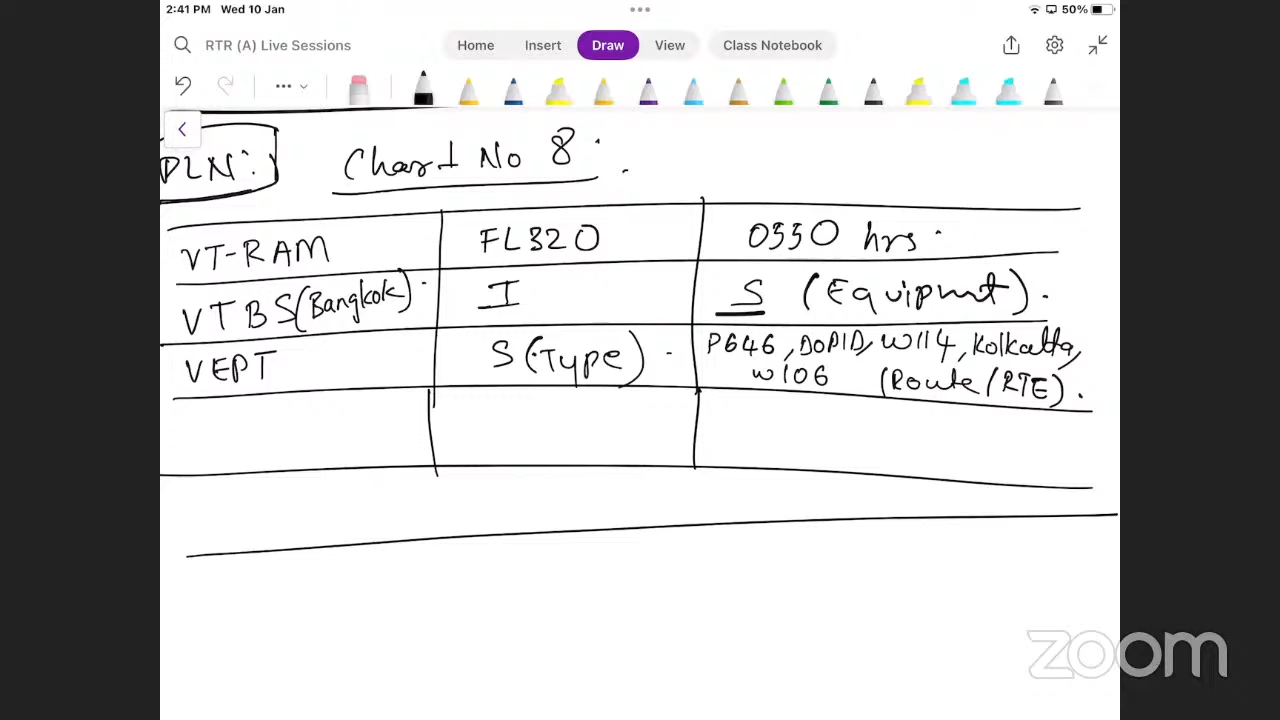 2:41 PM Wed 10 Jan
50%
RTR (A) Live Sessions
Home Insert Draw View Class Notebook
PLN:
Chart No 8.
VT-RAM FL320 0330 hrs.
VTBS (Bangkok). I S (Equipmt).
VEPT S (Type). P646, DOPID, W114, Kolkatta,
W106 (Route/RTE).
zoom